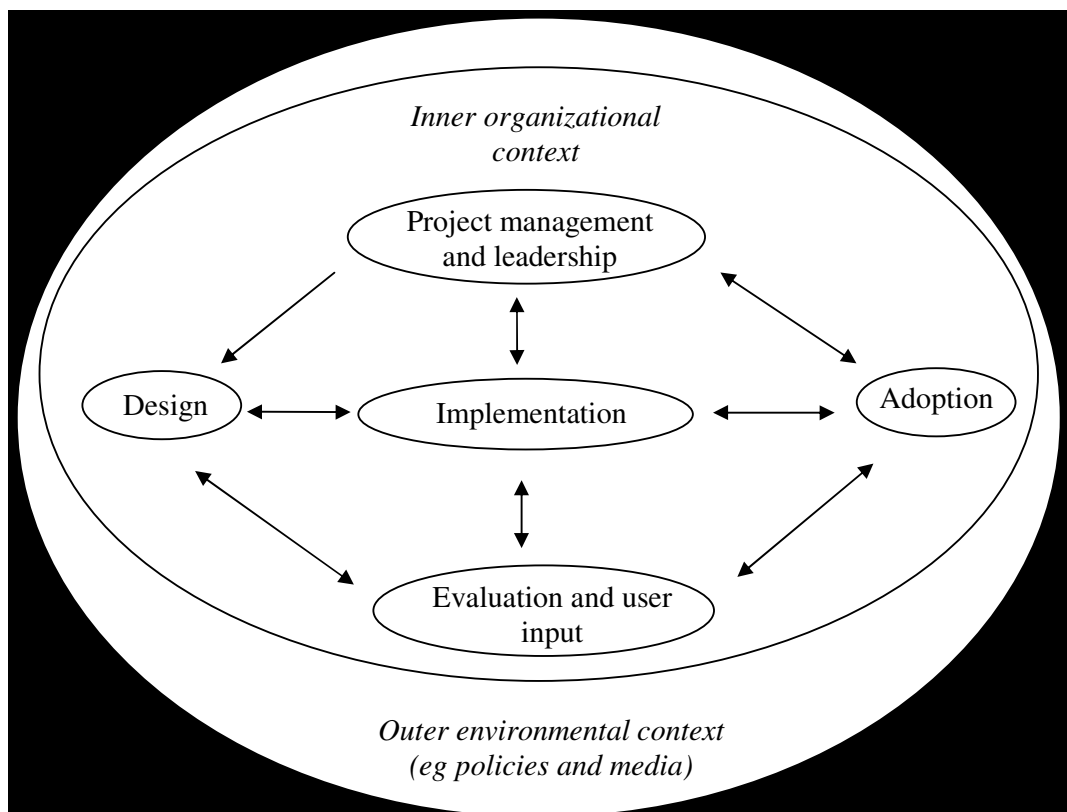 Inner organizational
context
Project management
and leadership
Design
Implementation
Adoption
Evaluation and user
input
Outer environmental context
(eg policies and media)